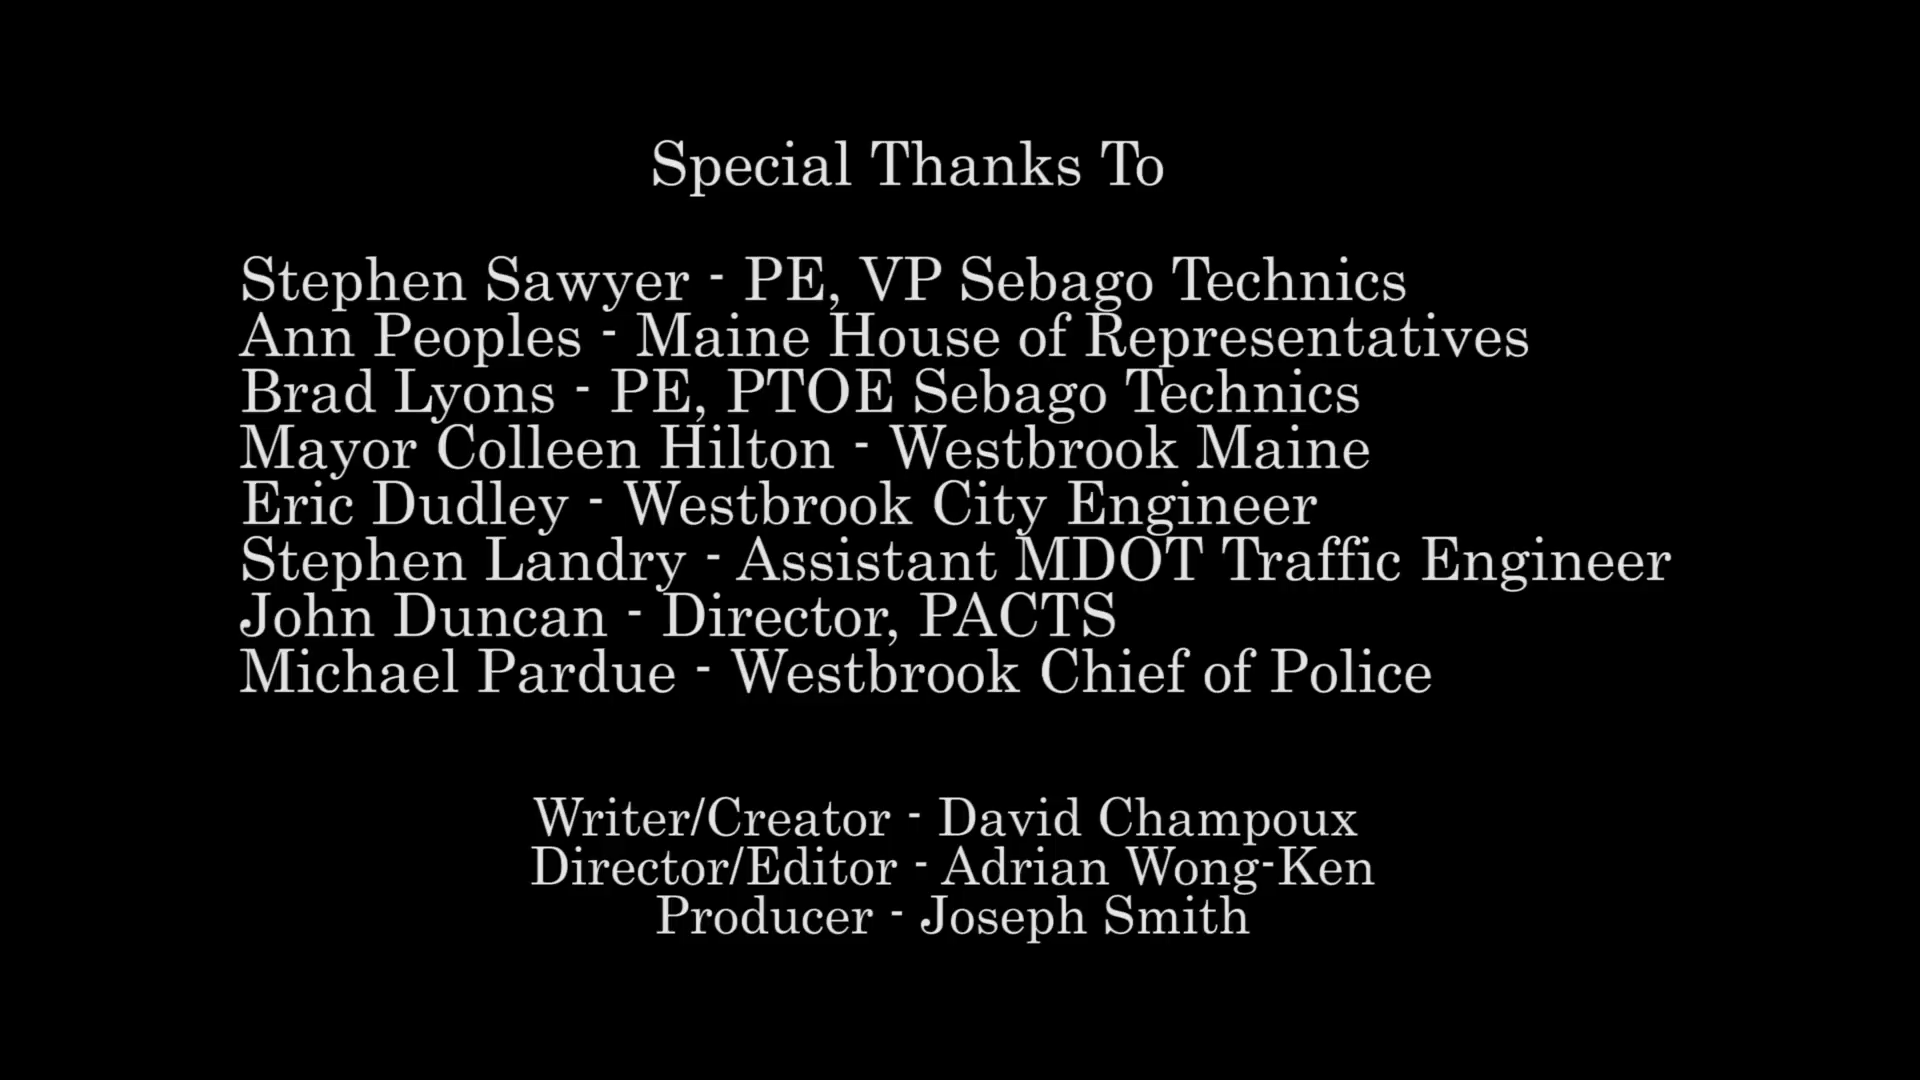 Special Thanks To
Stephen Sawyer - PE, VP Sebago Technics
Ann Peoples - Maine House of Representatives
Brad Lyons - PE, PTOE Sebago Technics
Mayor Colleen Hilton - Westbrook Maine
Eric Dudley - Westbrook City Engineer
Stephen Landry - Assistant MDOT Traffic Engineer
John Duncan - Director, PACTS
Michael Pardue - Westbrook Chief of Police
Writer/Creator - David Champoux
Director/Editor - Adrian Wong-Ken
Producer - Joseph Smith